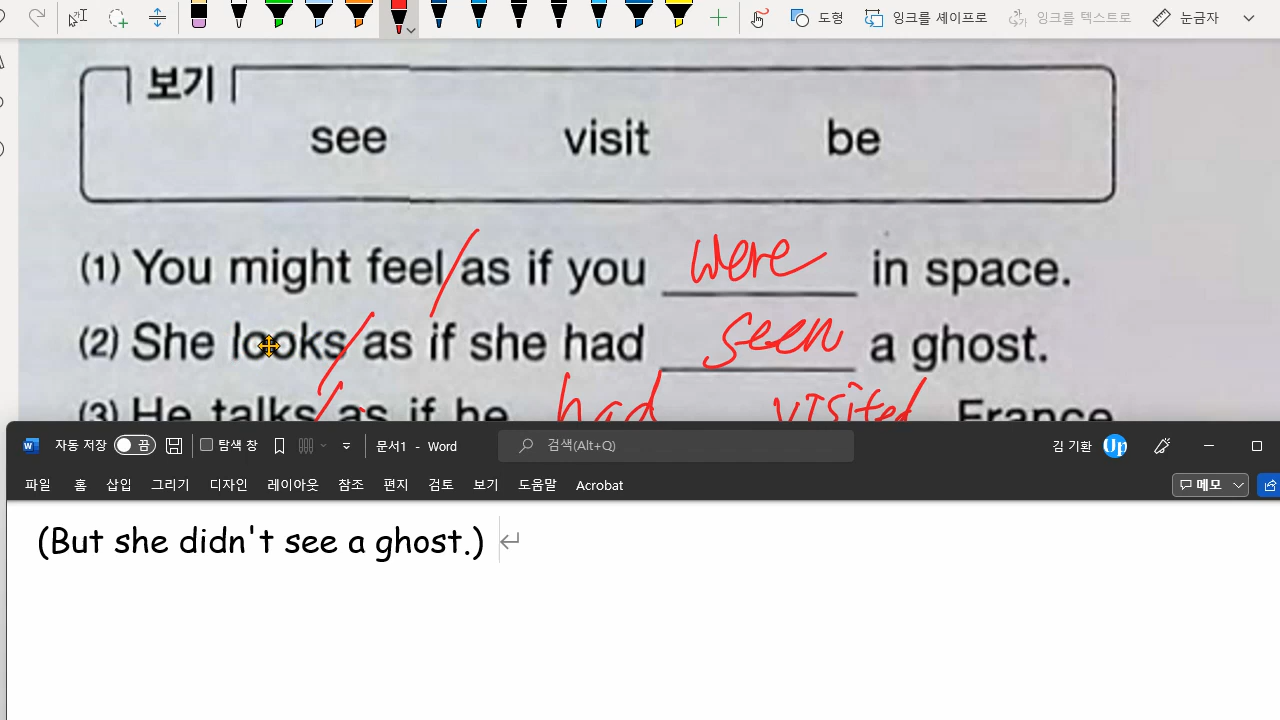 도형 잉크를 셰이프로 잉크를 텍스트로 눈금자
보기
see visit be
(1) You might feel / as if you were in space.
(2) She looks / as if she had seen a ghost.
(3) He talks / as if he had visited France
자동 저장 끔 탐색 창 문서1 - Word 검색(Alt+Q) 김 기환 Up
파일 홈 삽입 그리기 디자인 레이아웃 참조 편지 검토 보기 도움말 Acrobat 메모
(But she didn't see a ghost.)